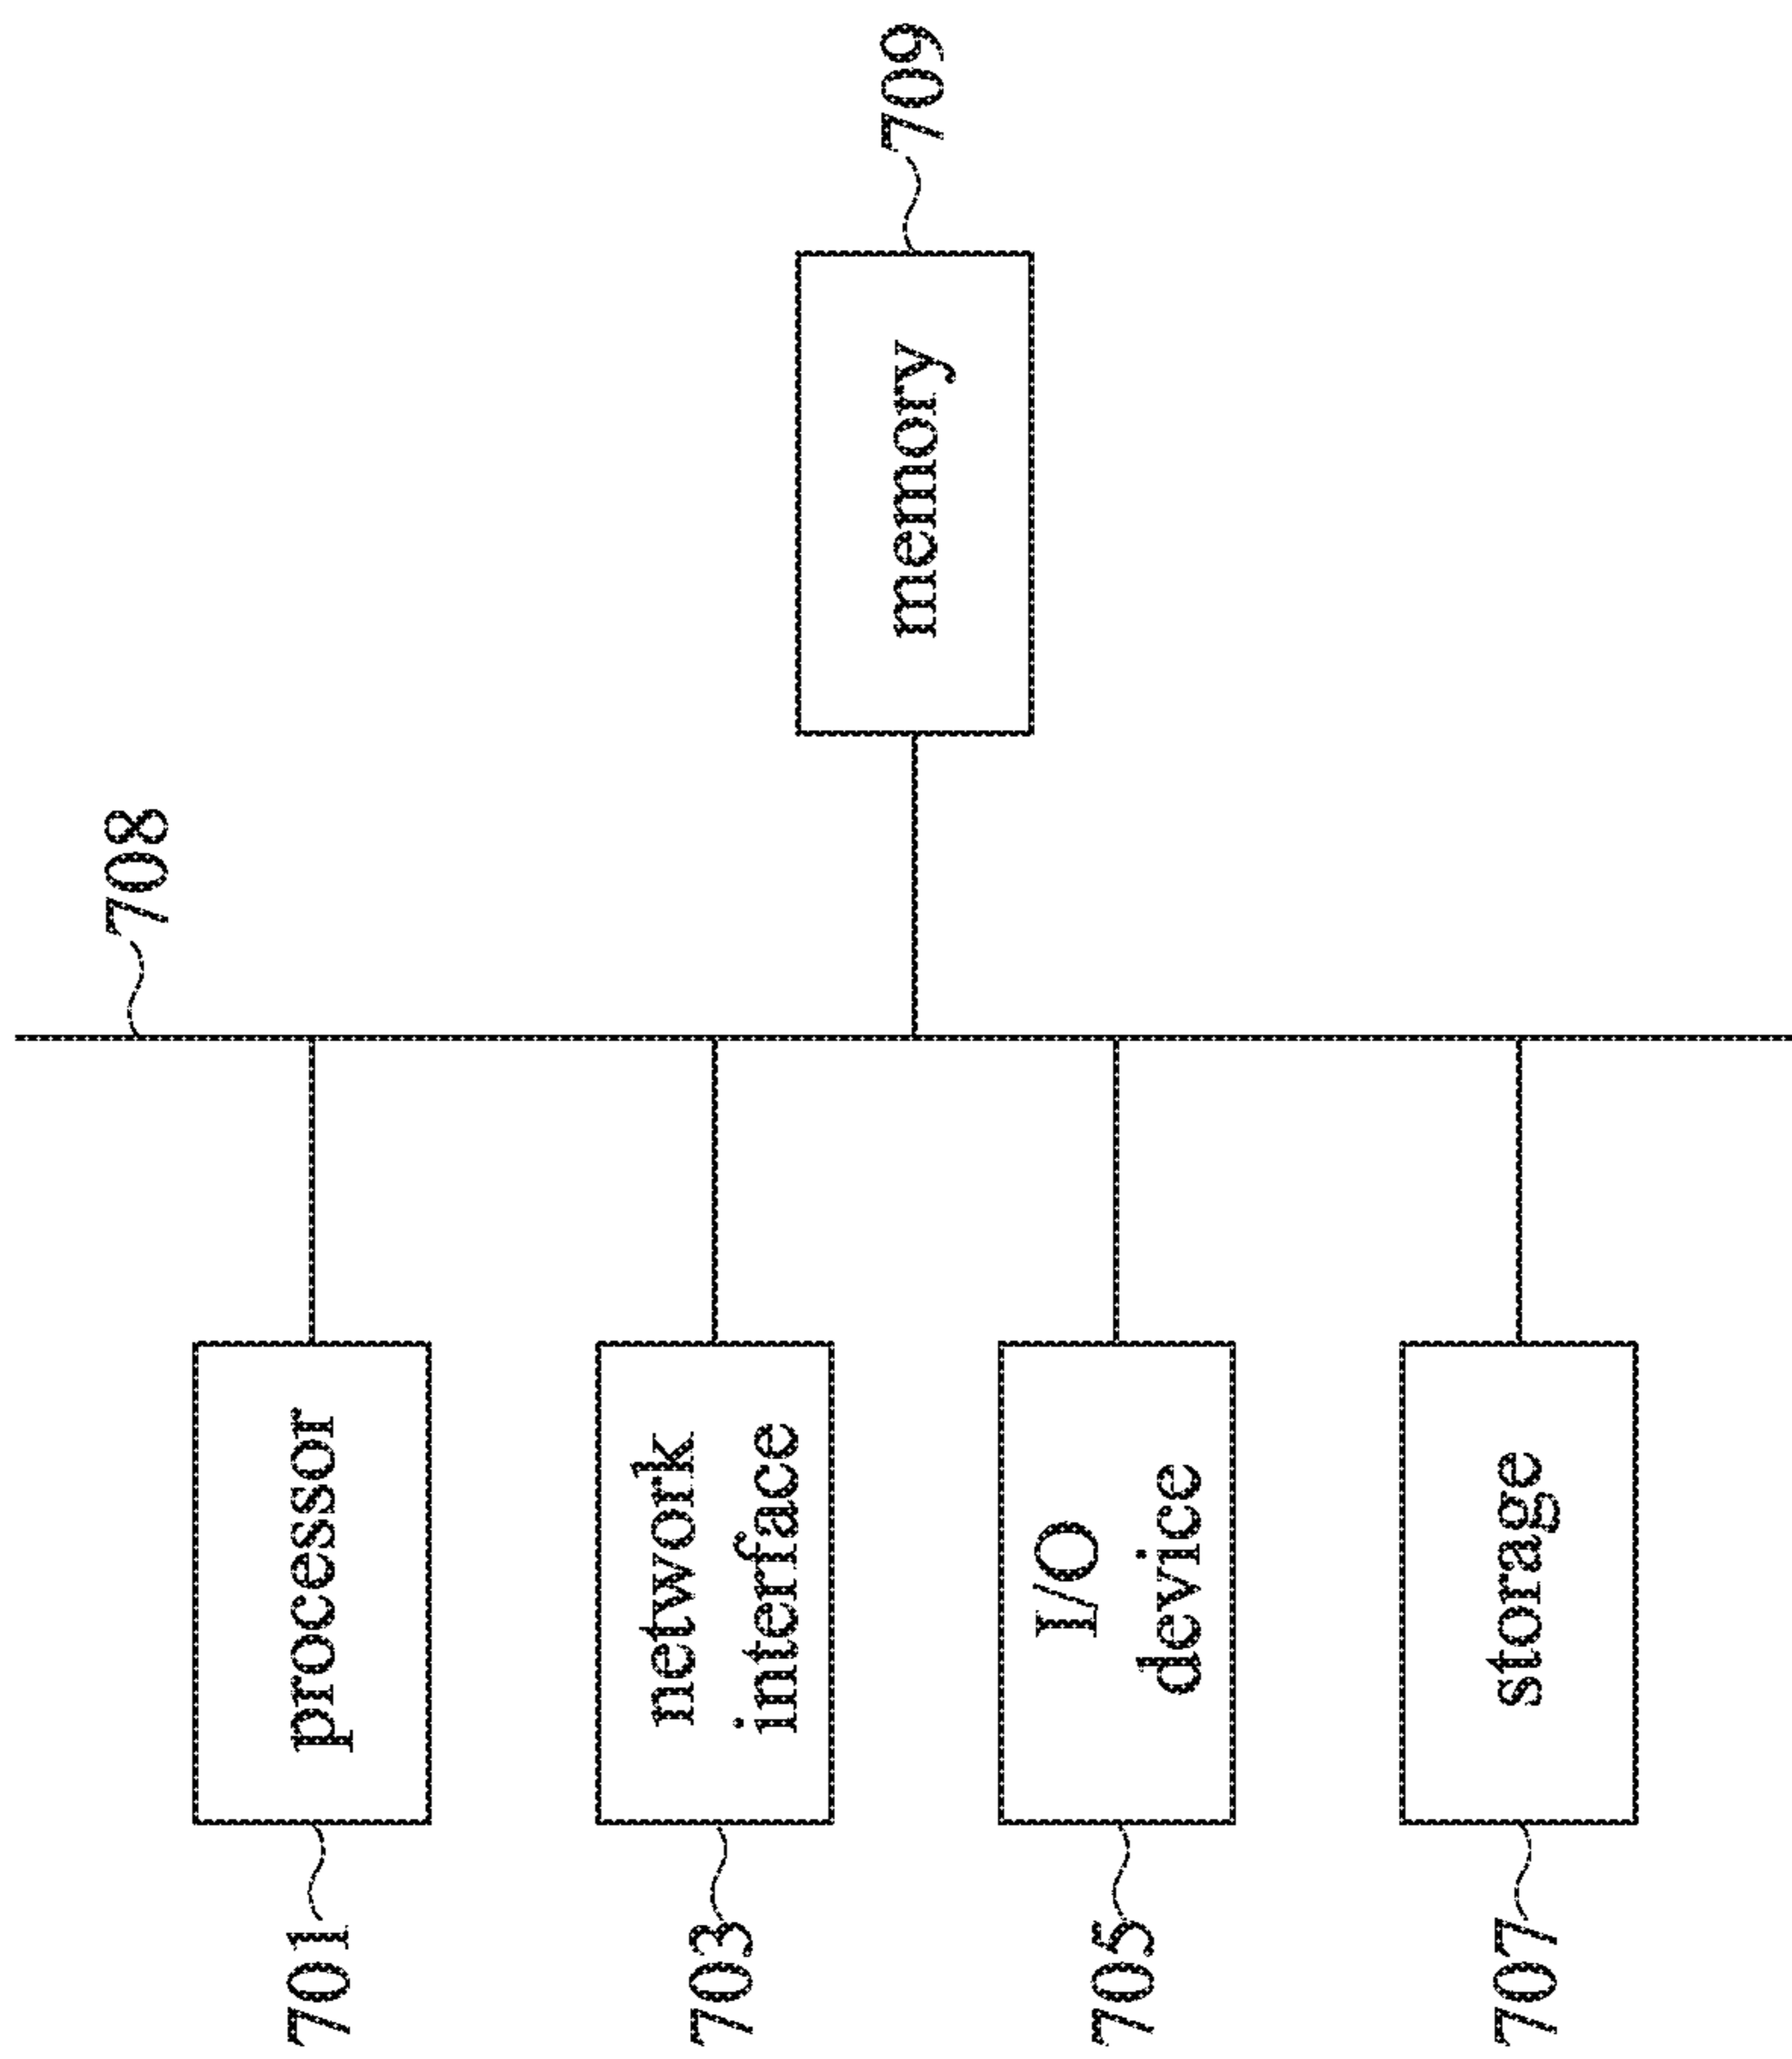 701
processor
703
network
interface
705
I/O
device
707
storage
708
memory
709